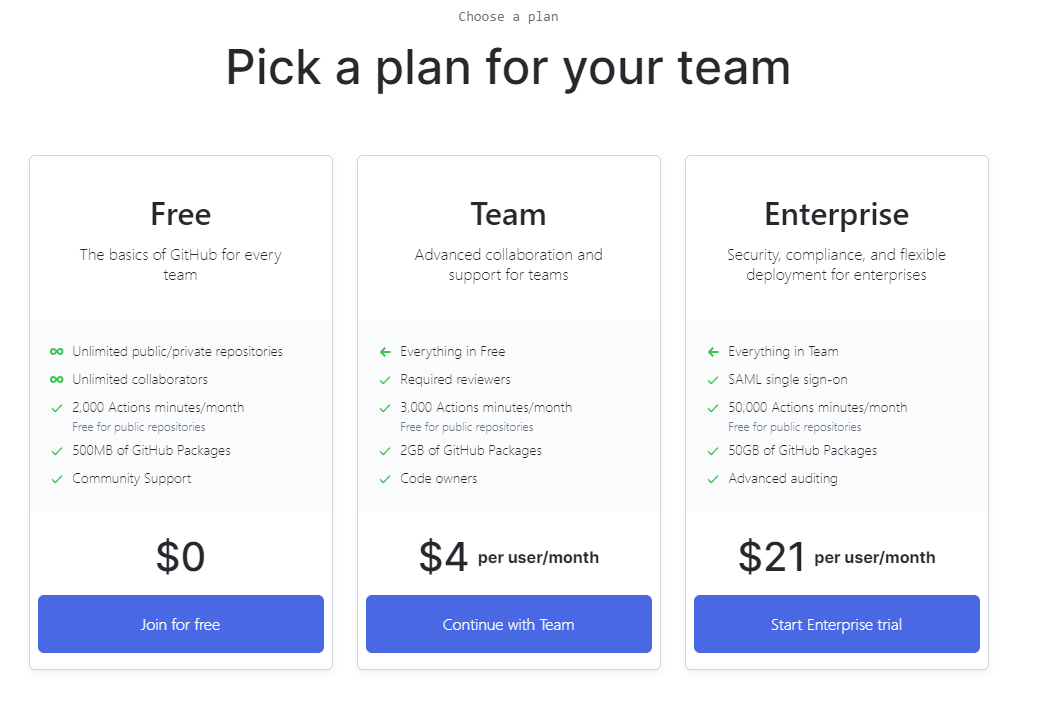 Choose a plan
Pick a plan for your team
Free
The basics of GitHub for every
team
Unlimited public/private repositories
Unlimited collaborators
2,000 Actions minutes/month
Free for public repositories
500MB of GitHub Packages
Community Support
$0
Join for free
Team
Advanced collaboration and
support for teams
Everything in Free
Required reviewers
3,000 Actions minutes/month
Free for public repositories
2GB of GitHub Packages
Code owners
$4 per user/month
Continue with Team
Enterprise
Security, compliance, and flexible
deployment for enterprises
Everything in Team
SAML single sign-on
50,000 Actions minutes/month
Free for public repositories
50GB of GitHub Packages
Advanced auditing
$21 per user/month
Start Enterprise trial